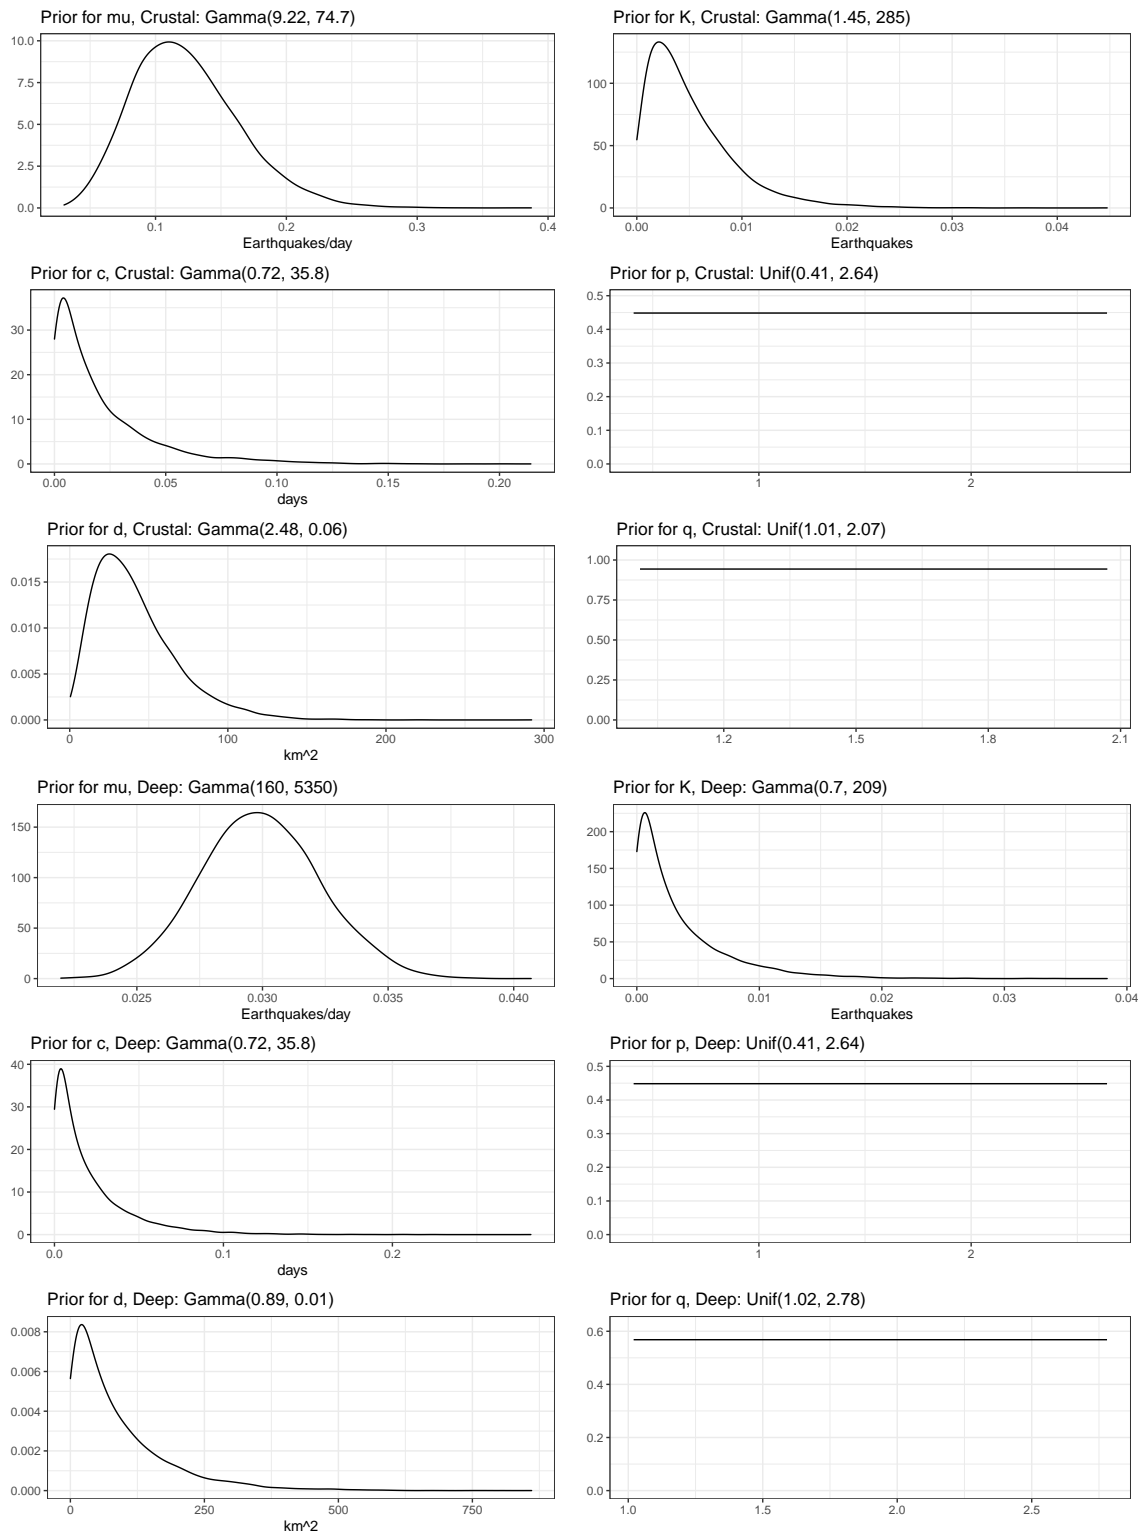 Prior for mu, Crustal: Gamma(9.22, 74.7)
10.0
7.5
5.0
2.5
0.0
0.1 0.2 0.3 0.4
Earthquakes/day
Prior for K, Crustal: Gamma(1.45, 285)
100
50
0
0.00 0.01 0.02 0.03 0.04
Earthquakes
Prior for c, Crustal: Gamma(0.72, 35.8)
30
20
10
0
0.00 0.05 0.10 0.15 0.20
days
Prior for p, Crustal: Unif(0.41, 2.64)
0.5
0.4
0.3
0.2
0.1
0.0
1 2
Prior for d, Crustal: Gamma(2.48, 0.06)
0.015
0.010
0.005
0.000
0 100 200 300
km^2
Prior for q, Crustal: Unif(1.01, 2.07)
1.00
0.75
0.50
0.25
0.00
1.2 1.5 1.8 2.1
Prior for mu, Deep: Gamma(160, 5350)
150
100
50
0
0.025 0.030 0.035 0.040
Earthquakes/day
Prior for K, Deep: Gamma(0.7, 209)
200
150
100
50
0
0.00 0.01 0.02 0.03 0.04
Earthquakes
Prior for c, Deep: Gamma(0.72, 35.8)
40
30
20
10
0
0.0 0.1 0.2
days
Prior for p, Deep: Unif(0.41, 2.64)
0.5
0.4
0.3
0.2
0.1
0.0
1 2
Prior for d, Deep: Gamma(0.89, 0.01)
0.008
0.006
0.004
0.002
0.000
0 250 500 750
km^2
Prior for q, Deep: Unif(1.02, 2.78)
0.6
0.4
0.2
0.0
1.0 1.5 2.0 2.5